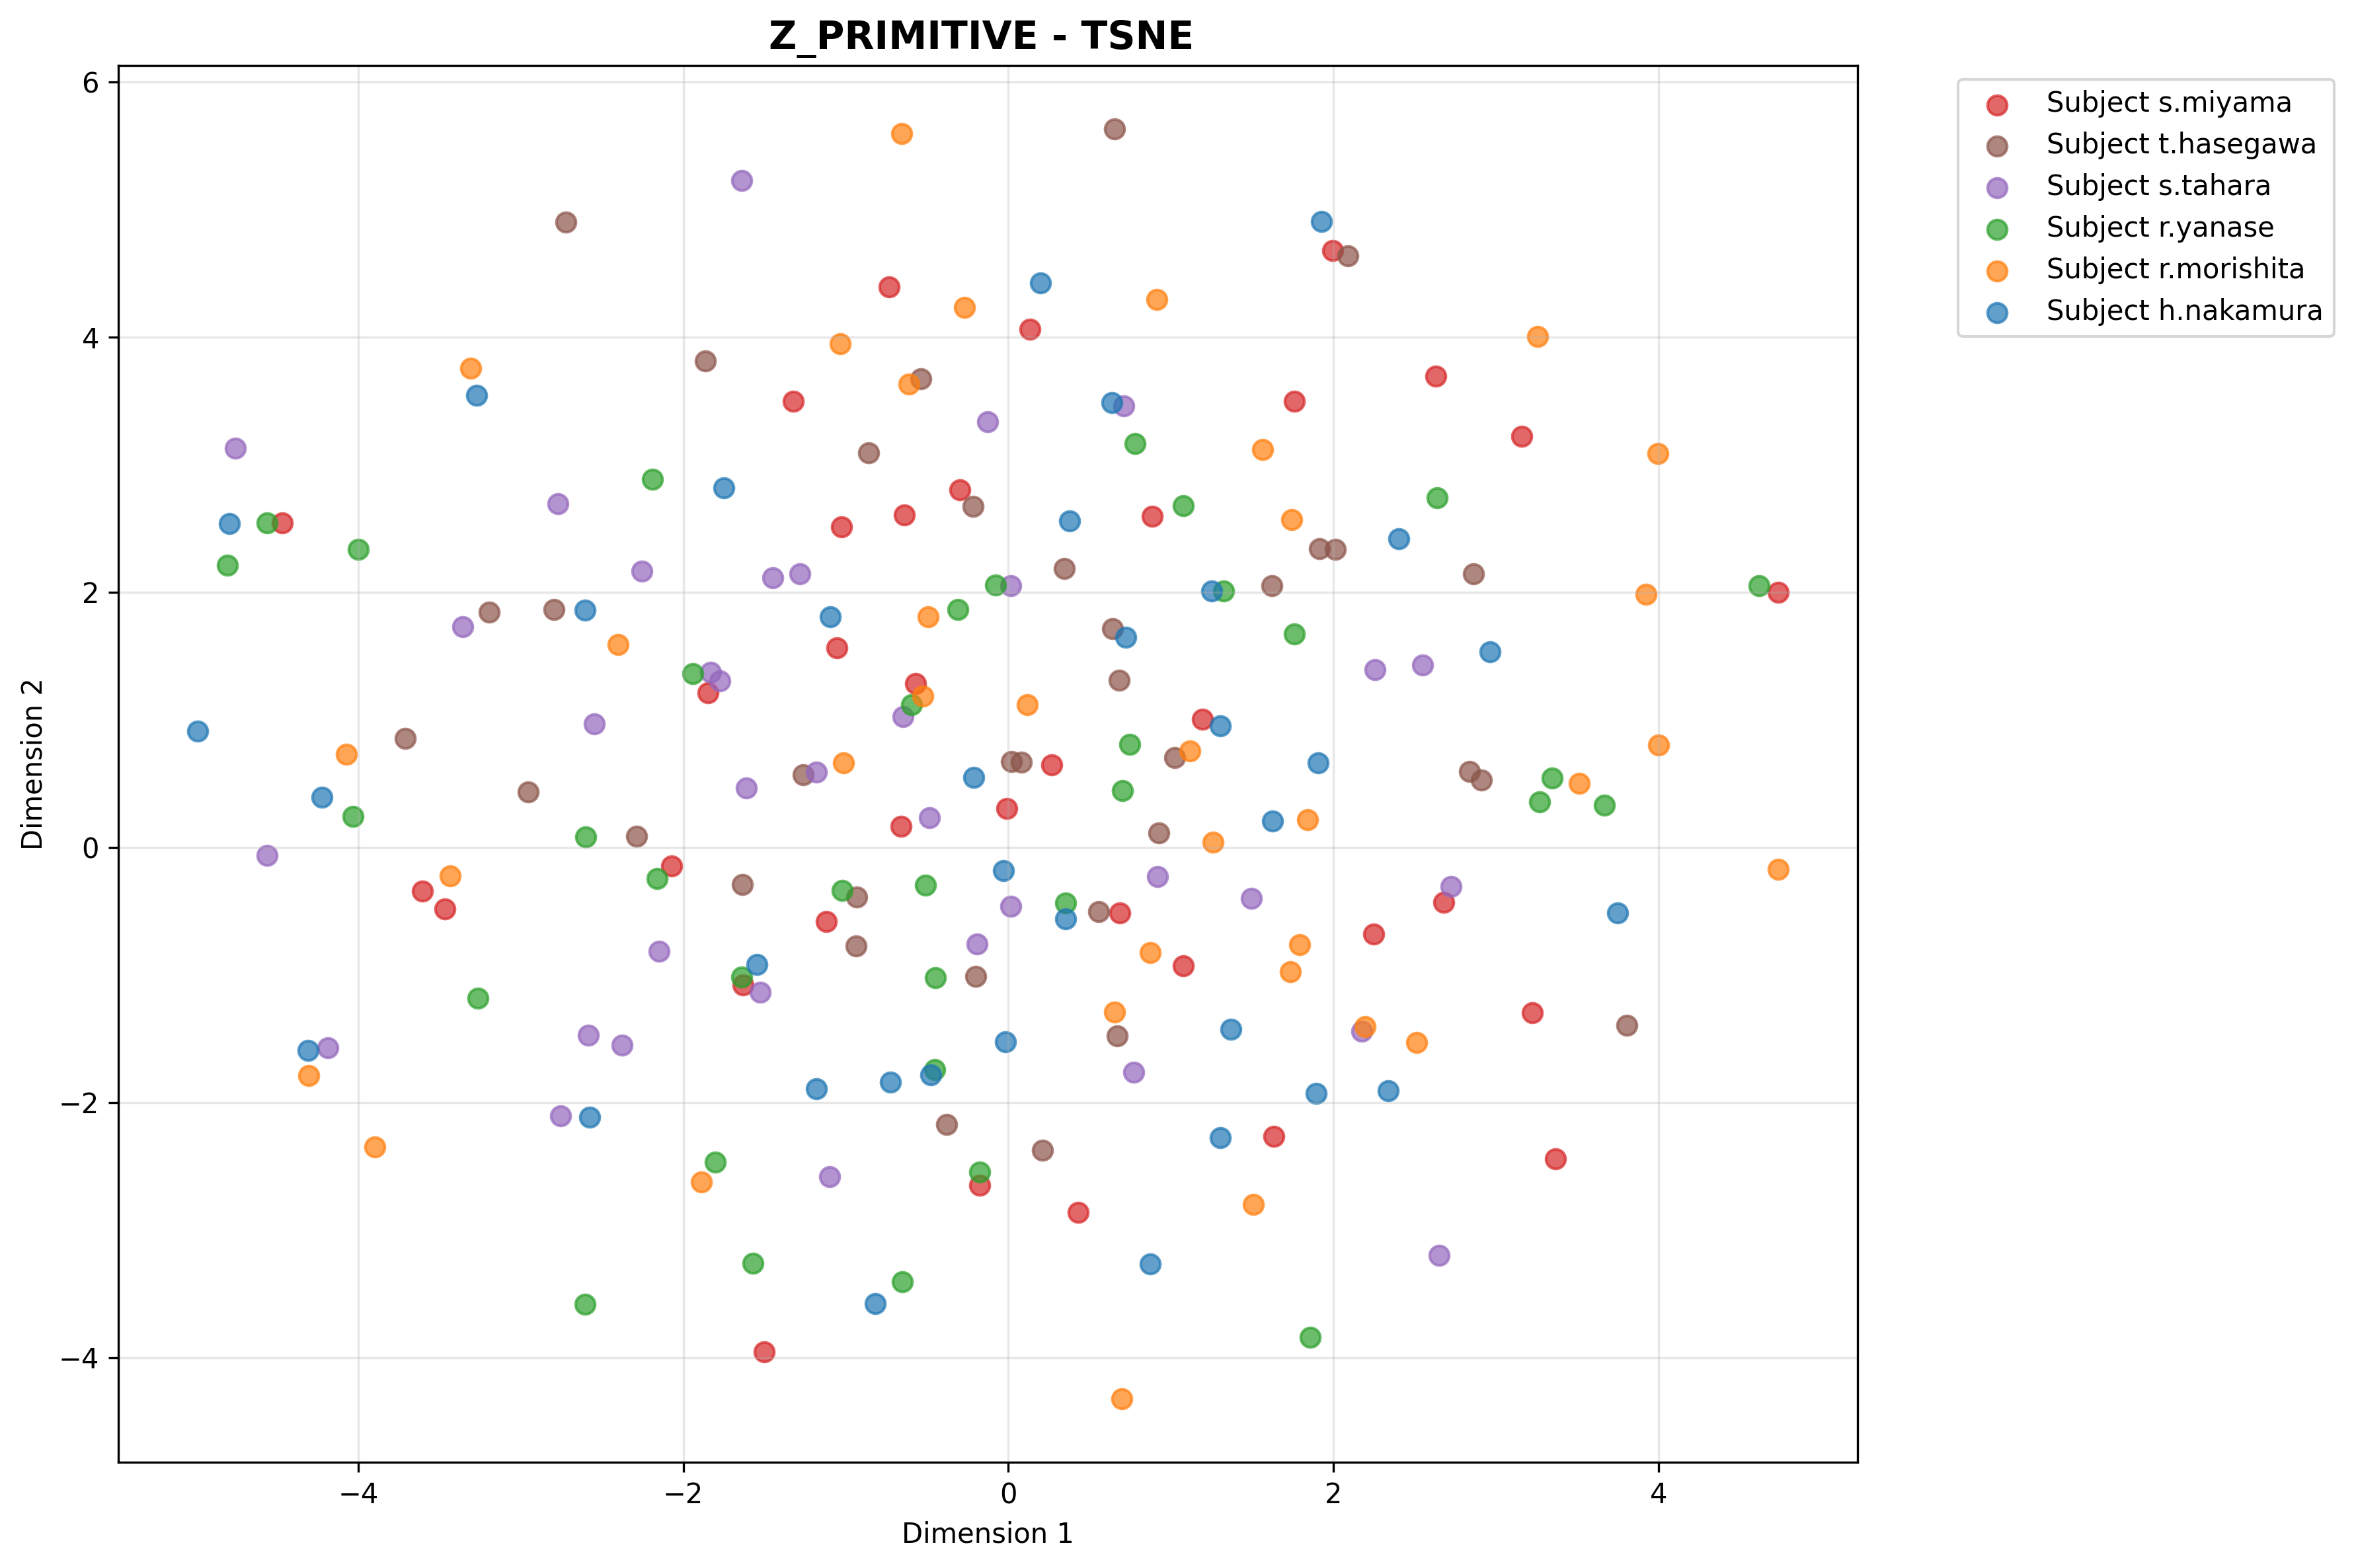 Z_PRIMITIVE - TSNE
Subject s.miyama
Subject t.hasegawa
Subject s.tahara
Subject r.yanase
Subject r.morishita
Subject h.nakamura
6
4
2
0
−2
−4
Dimension 2
−4
−2
0
2
4
Dimension 1